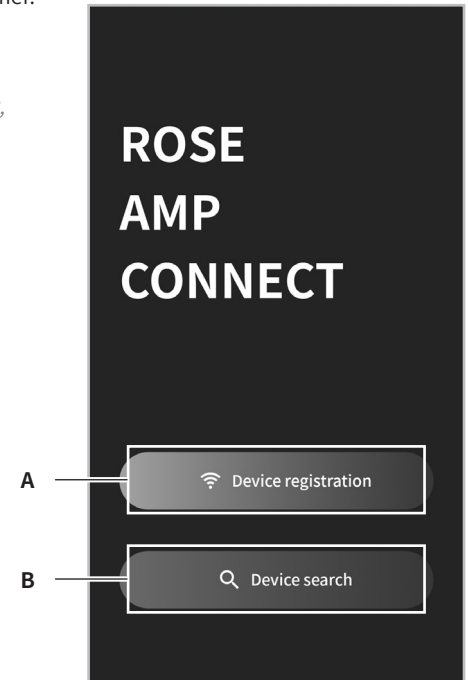 ROSE
AMP
CONNECT
A
Device registration
B
Device search